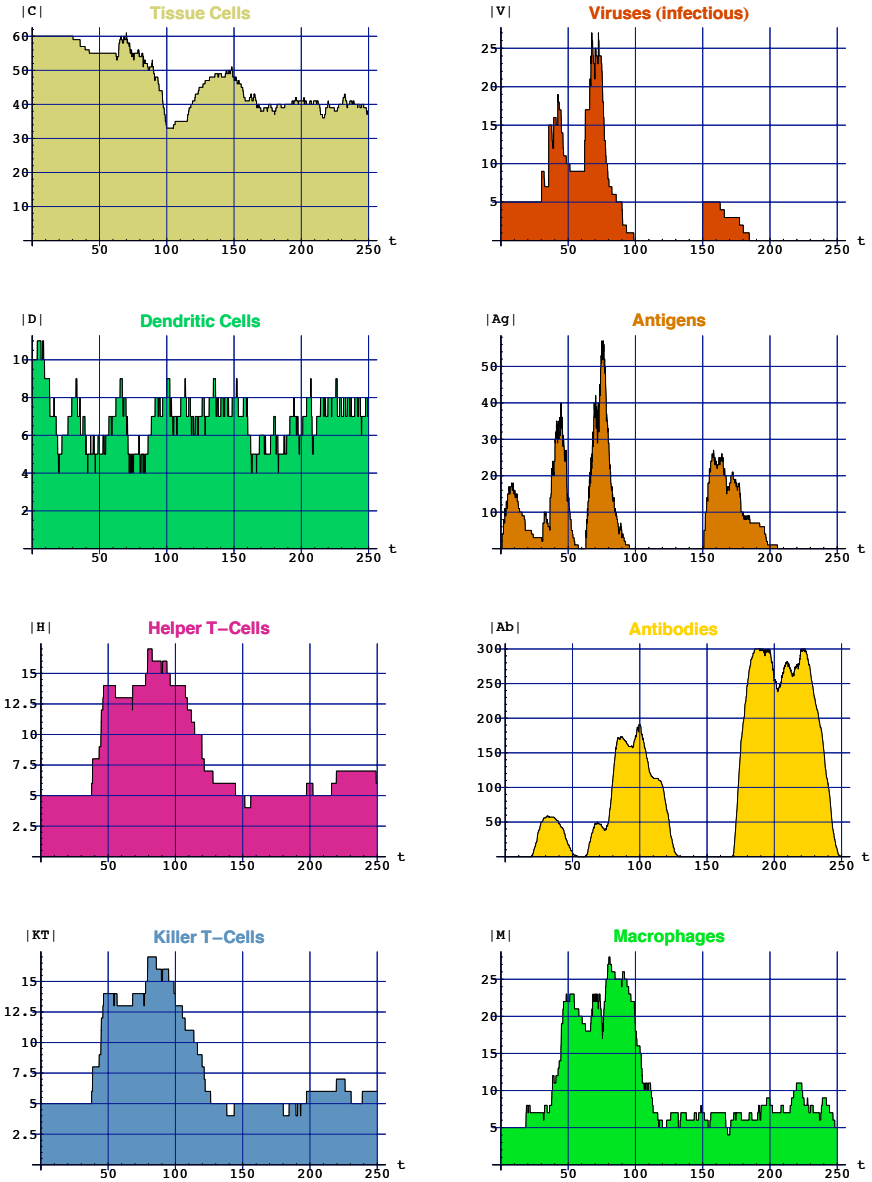 |C| Tissue Cells
60
50
40
30
20
10
50 100 150 200 250 t
|V| Viruses (infectious)
25
20
15
10
5
50 100 150 200 250 t
|D| Dendritic Cells
10
8
6
4
2
50 100 150 200 250 t
|Ag| Antigens
50
40
30
20
10
50 100 150 200 250 t
|H| Helper T–Cells
15
12.5
10
7.5
5
2.5
50 100 150 200 250 t
|Ab| Antibodies
300
250
200
150
100
50
50 100 150 200 250 t
|KT| Killer T–Cells
15
12.5
10
7.5
5
2.5
50 100 150 200 250 t
|M| Macrophages
25
20
15
10
5
50 100 150 200 250 t